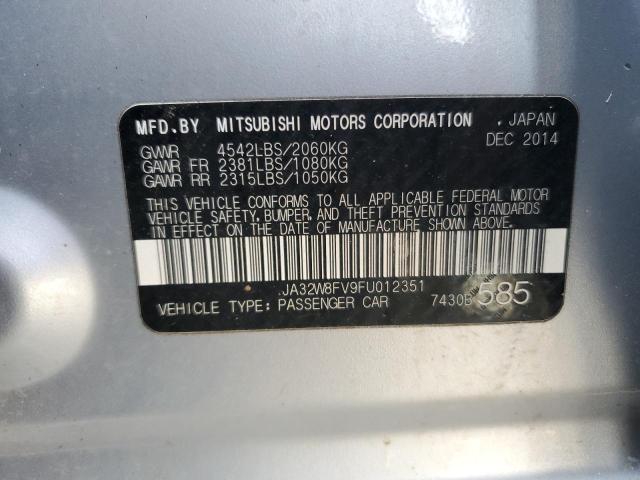 MFD.BY MITSUBISHI MOTORS CORPORATION ,JAPAN
DEC 2014
GVWR 4542LBS/2060KG
GAWR FR 2381LBS/1080KG
GAWR RR 2315LBS/1050KG
THIS VEHICLE CONFORMS TO ALL APPLICABLE FEDERAL MOTOR
VEHICLE SAFETY, BUMPER, AND THEFT PREVENTION STANDARDS
IN EFFECT ON THE DATE OF MANUFACTURE SHOWN ABOVE.
JA32W8FV9FU012351
VEHICLE TYPE: PASSENGER CAR 7430B 585